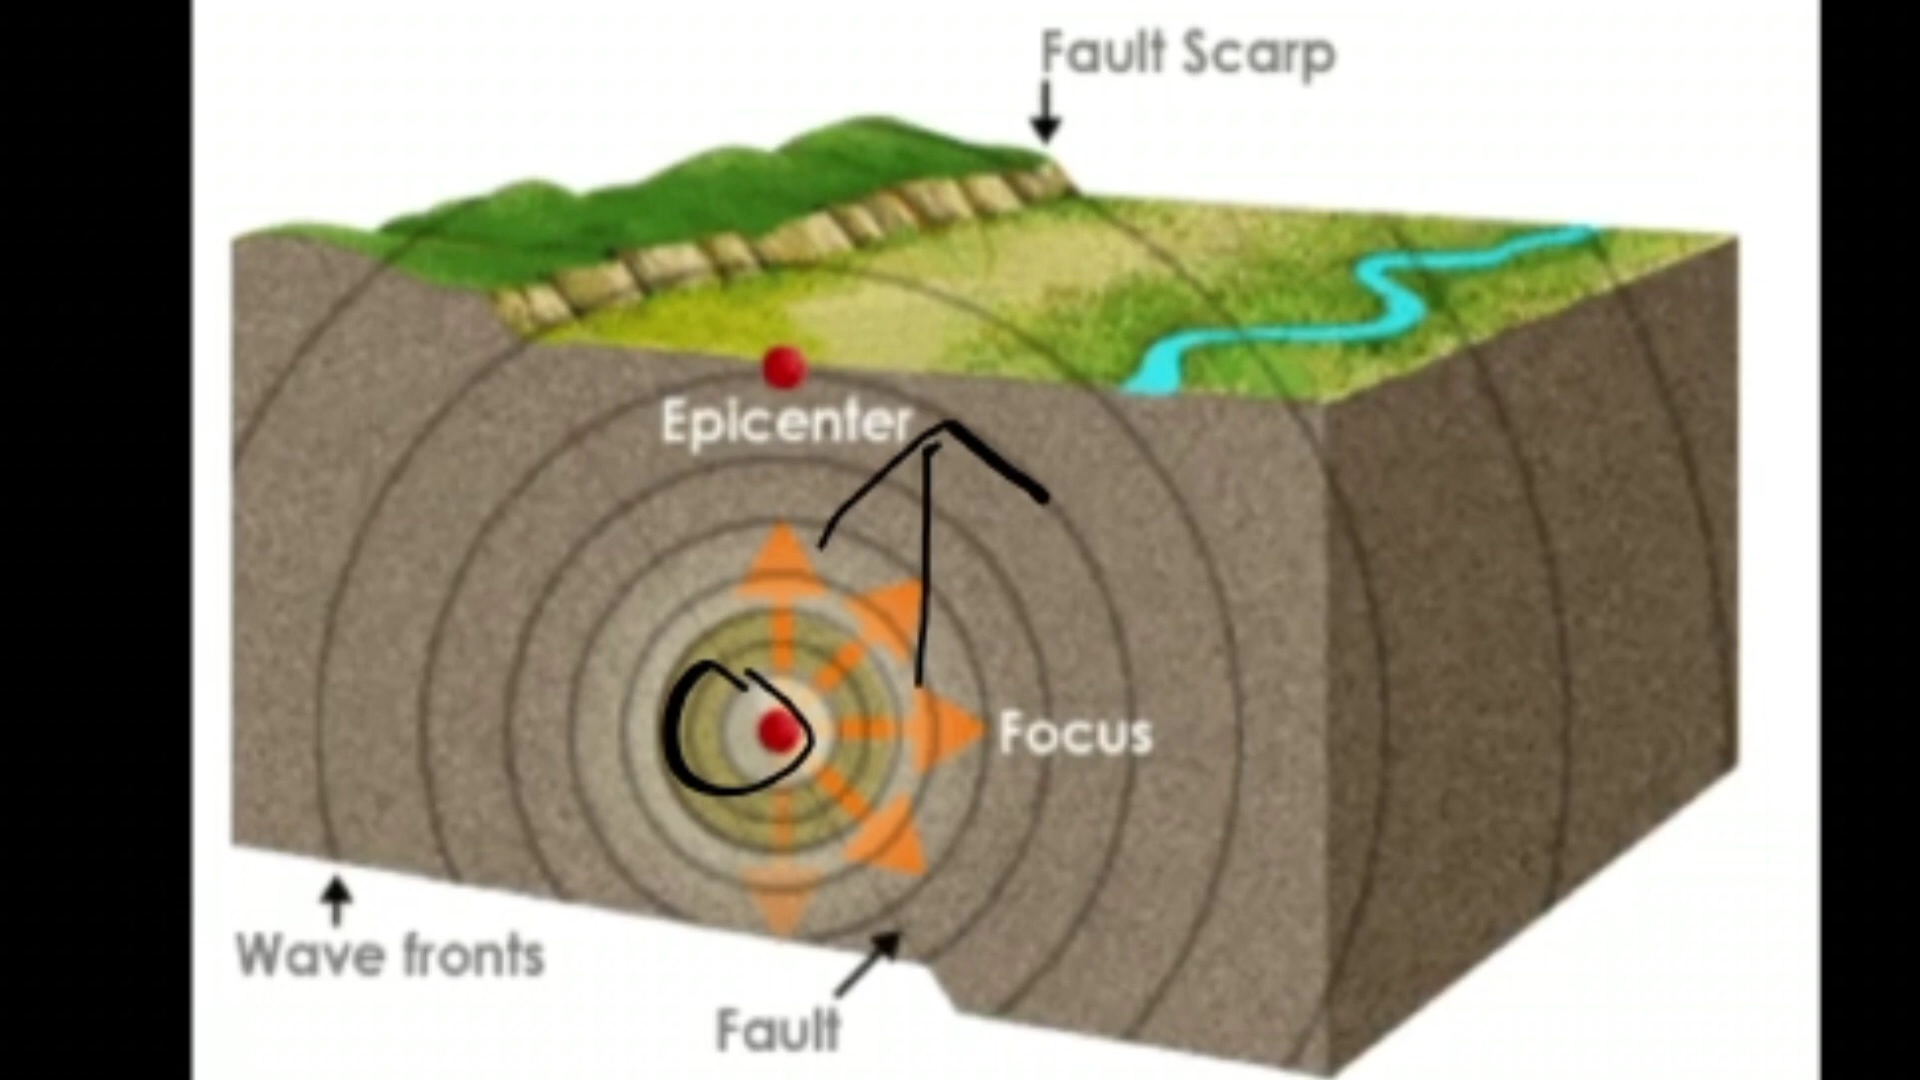 Fault Scarp
Epicenter
Focus
Wave fronts
Fault